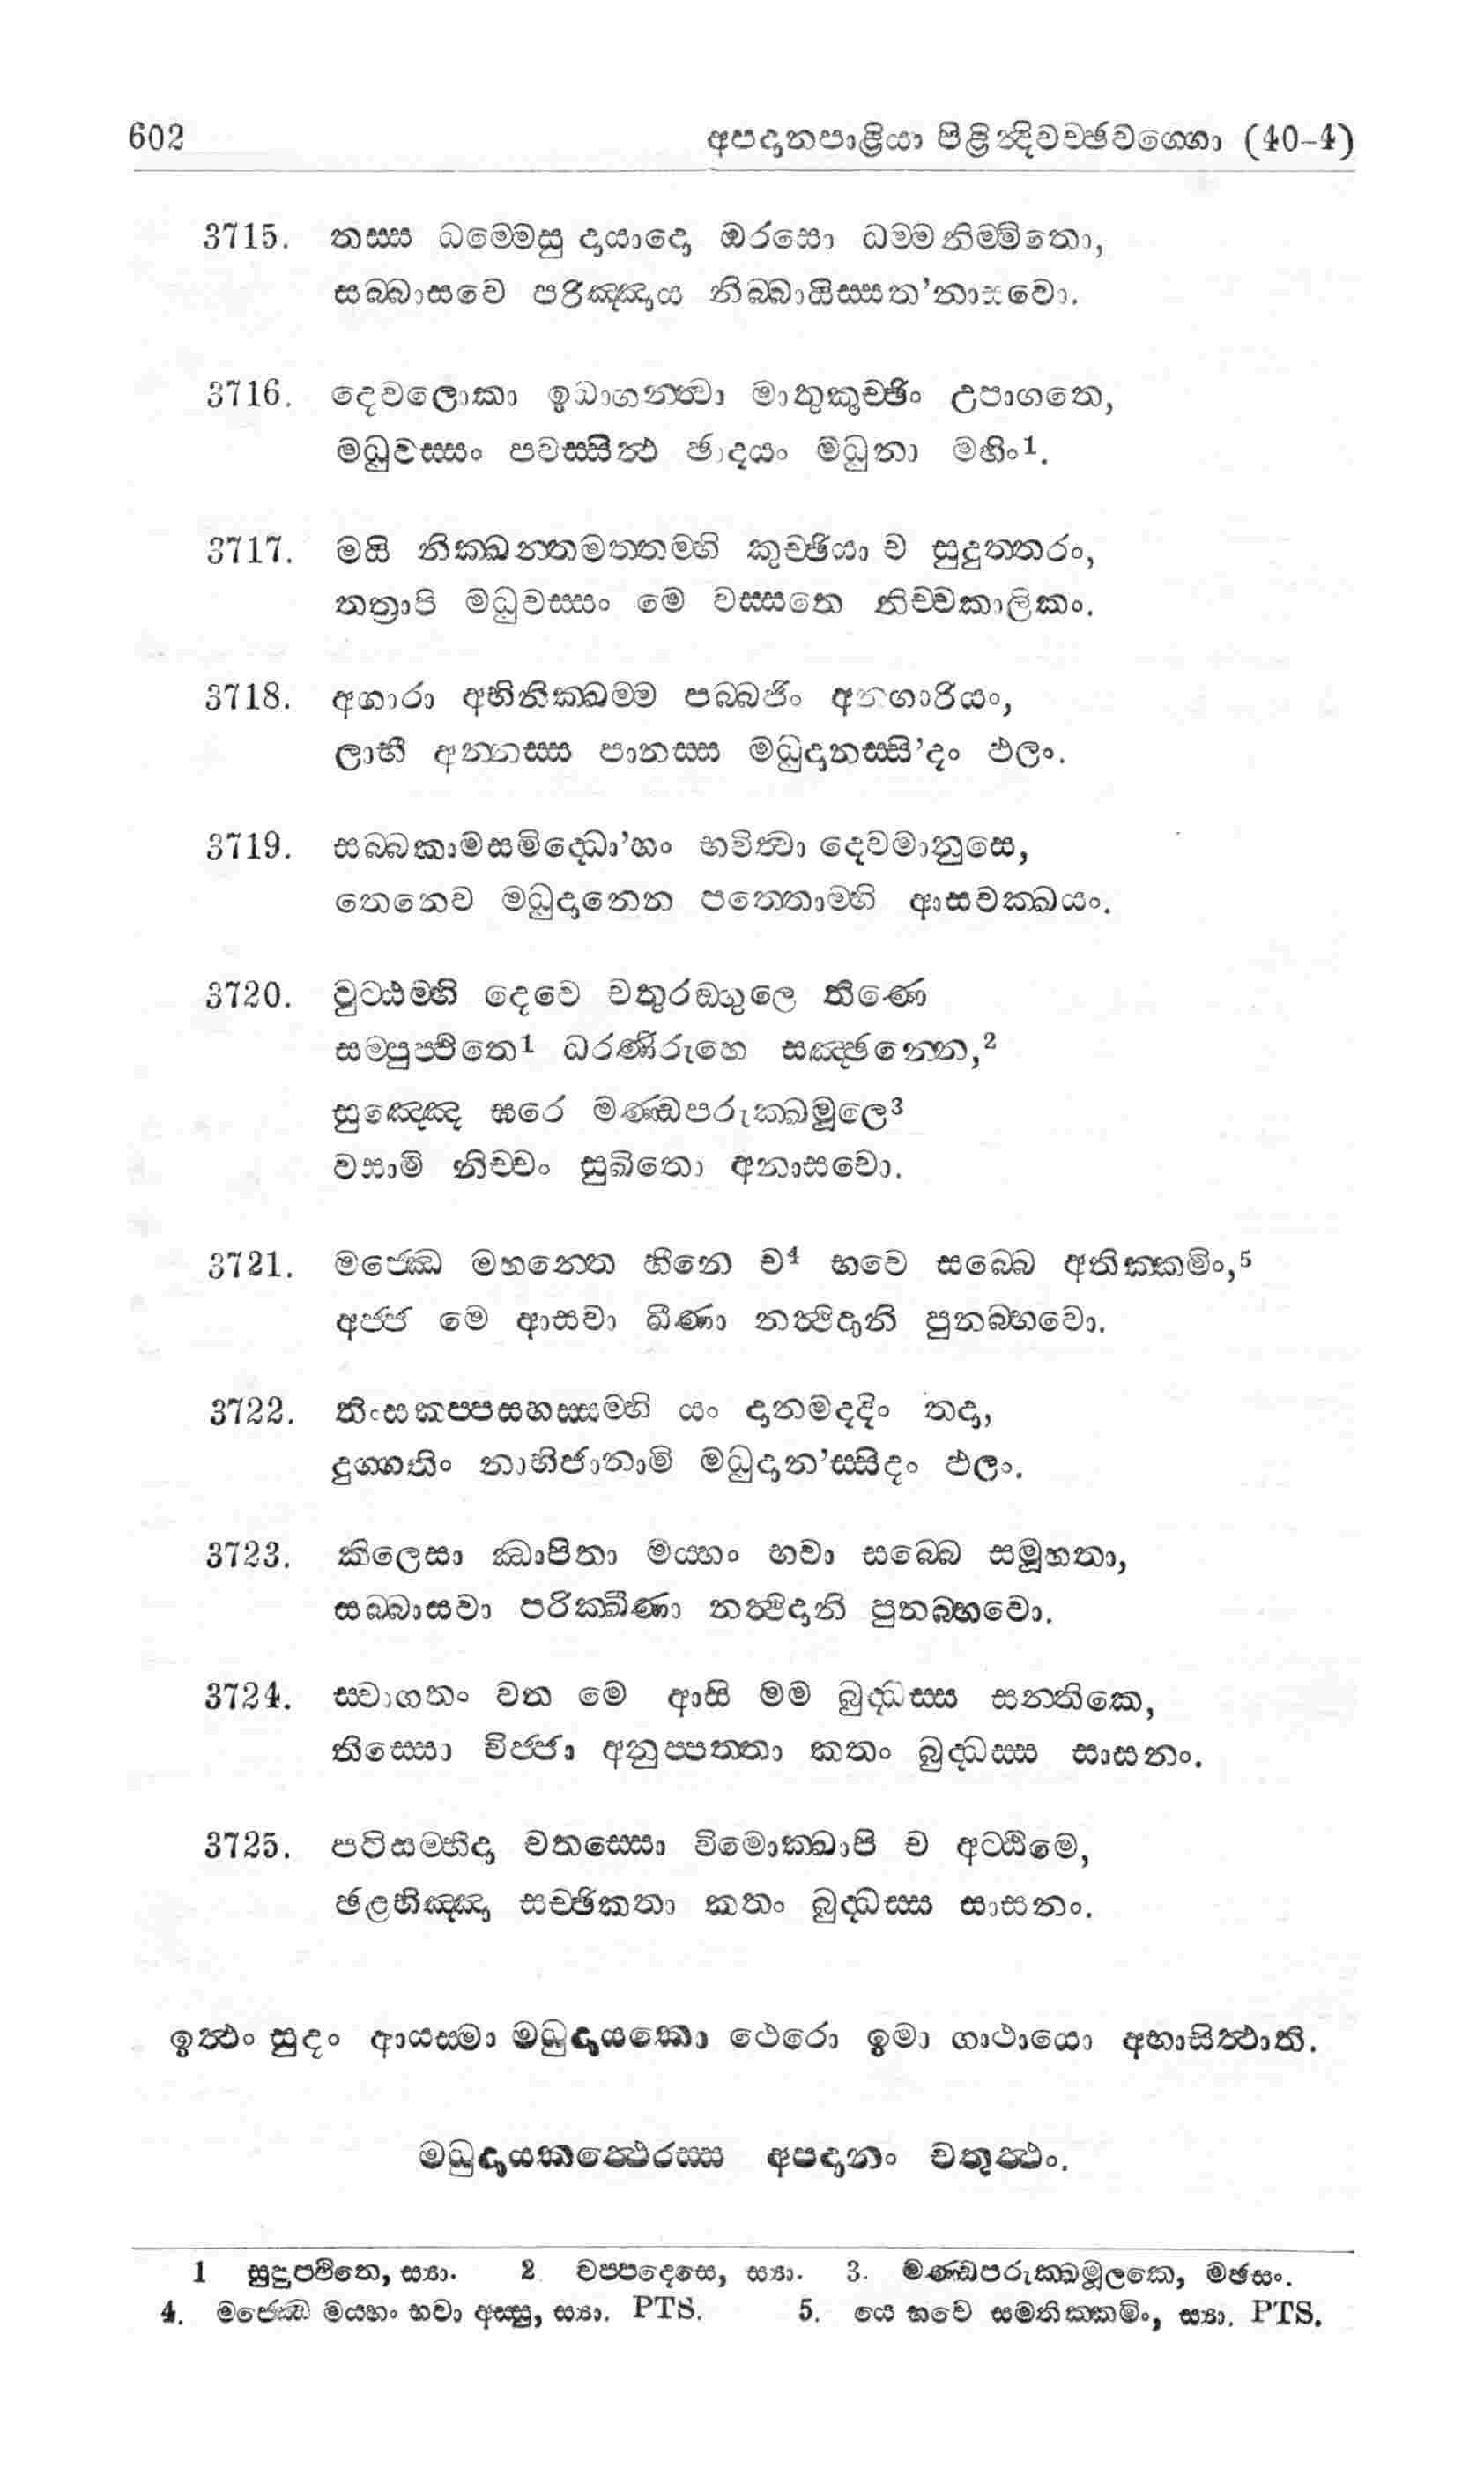 602 අපදානපාළියා පිළින්දිවච්ඡවග්ගො (40-4)
3715. තස්ස ධම්මෙසු දායාදො ඔරසො ධම්මනිම්මිතො,
සබ්බාසවෙ පරිඤ්ඤාය නිබ්බායිස්සත'නාසවො.
3716. දෙවලොකා ඉධාගන්ත්වා මාතුකුච්ඡිං උපාගතෙ,
මධුවස්සං පවස්සිත්ථ ඡාදයං මධුනා මහිං1.
3717. මයි නික්ඛන්තමත්තම්හි කුච්ඡියා ච සුදුත්තරං,
තත්‍රාපි මධුවස්සං මෙ වස්සතෙ නිච්චකාලිකං.
3718. අගාරා අභිනික්ඛම්ම පබ්බජිං අනගාරියං,
ලාභී අන්නස්ස පානස්ස මධුදානස්සි'දං ඵලං.
3719. සබ්බකාමසමිද්ධො'හං භවිත්වා දෙවමානුසෙ,
තෙනෙව මධුදානෙන පත්තොම්හි ආසවක්ඛයං.
3720. වුට්ඨම්හි දෙවෙ චතුරඞ්ගුලෙ තිණෙ
සම්පුප්ඵිතෙ1 ධරණීරුහෙ සඤ්ඡන්නෙ,2
සුඤ්ඤෙ ඝරෙ මණ්ඩපරුක්ඛමූලෙ3
වසාමි නිච්චං සුඛිතො අනාසවො.
3721. මජ්ඣෙ මහන්තෙ හීනෙ ච4 භවෙ සබ්බෙ අතික්කමිං,5
අජ්ජ මෙ ආසවා ඛීණා නත්ථිදානි පුනබ්භවො.
3722. තිංසකප්පසහස්සම්හි යං දානමදදිං තදා,
දුග්ගතිං නාභිජානාමි මධුදාන'ස්සිදං ඵලං.
3723. කිලෙසා ඣාපිතා මය්හං භවා සබ්බෙ සමූහතා,
සබ්බාසවා පරික්ඛීණා නත්ථිදානි පුනබ්භවො.
3724. ස්වාගතං වත මෙ ආසි මම බුද්ධස්ස සන්තිකෙ,
තිස්සො විජ්ජා අනුප්පත්තා කතං බුද්ධස්ස සාසනං.
3725. පටිසම්භිදා චතස්සො විමොක්ඛාපි ච අට්ඨිමෙ,
ඡළභිඤ්ඤා සච්ඡිකතා කතං බුද්ධස්ස සාසනං.
ඉත්ථං සුදං ආයස්මා මධුදායකො ථෙරො ඉමා ගාථායො අභාසිත්ථාති.
මධුදායකත්ථෙරස්ස අපදානං චතුත්ථං.
1 සුදුපඵිතෙ, ස්‍යා. 2 වප්පදෙසෙ, ස්‍යා. 3. මණ්ඩපරුක්ඛමූලකෙ, මඡසං.
4. මජ්ඣෙ මය්හං භවා අස්සු, ස්‍යා. PTS. 5. යෙ භවෙ සමතික්කමිං, ස්‍යා. PTS.